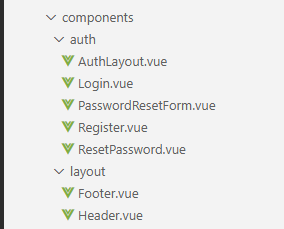 components
auth
AuthLayout.vue
Login.vue
PasswordResetForm.vue
Register.vue
ResetPassword.vue
layout
Footer.vue
Header.vue